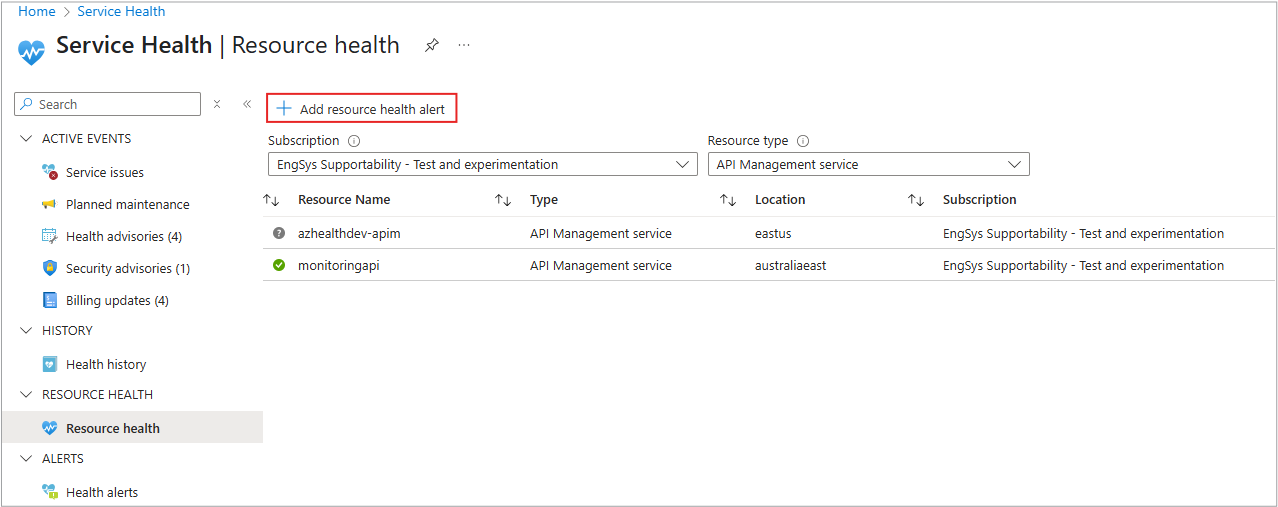 Home > Service Health
Service Health | Resource health ...
Search
ACTIVE EVENTS
Service issues
Planned maintenance
Health advisories (4)
Security advisories (1)
Billing updates (4)
HISTORY
Health history
RESOURCE HEALTH
Resource health
ALERTS
Health alerts
+ Add resource health alert
Subscription
EngSys Supportability - Test and experimentation
Resource type
API Management service
Resource Name Type Location Subscription
azhealthdev-apim API Management service eastus EngSys Supportability - Test and experimentation
monitoringapi API Management service australiaeast EngSys Supportability - Test and experimentation